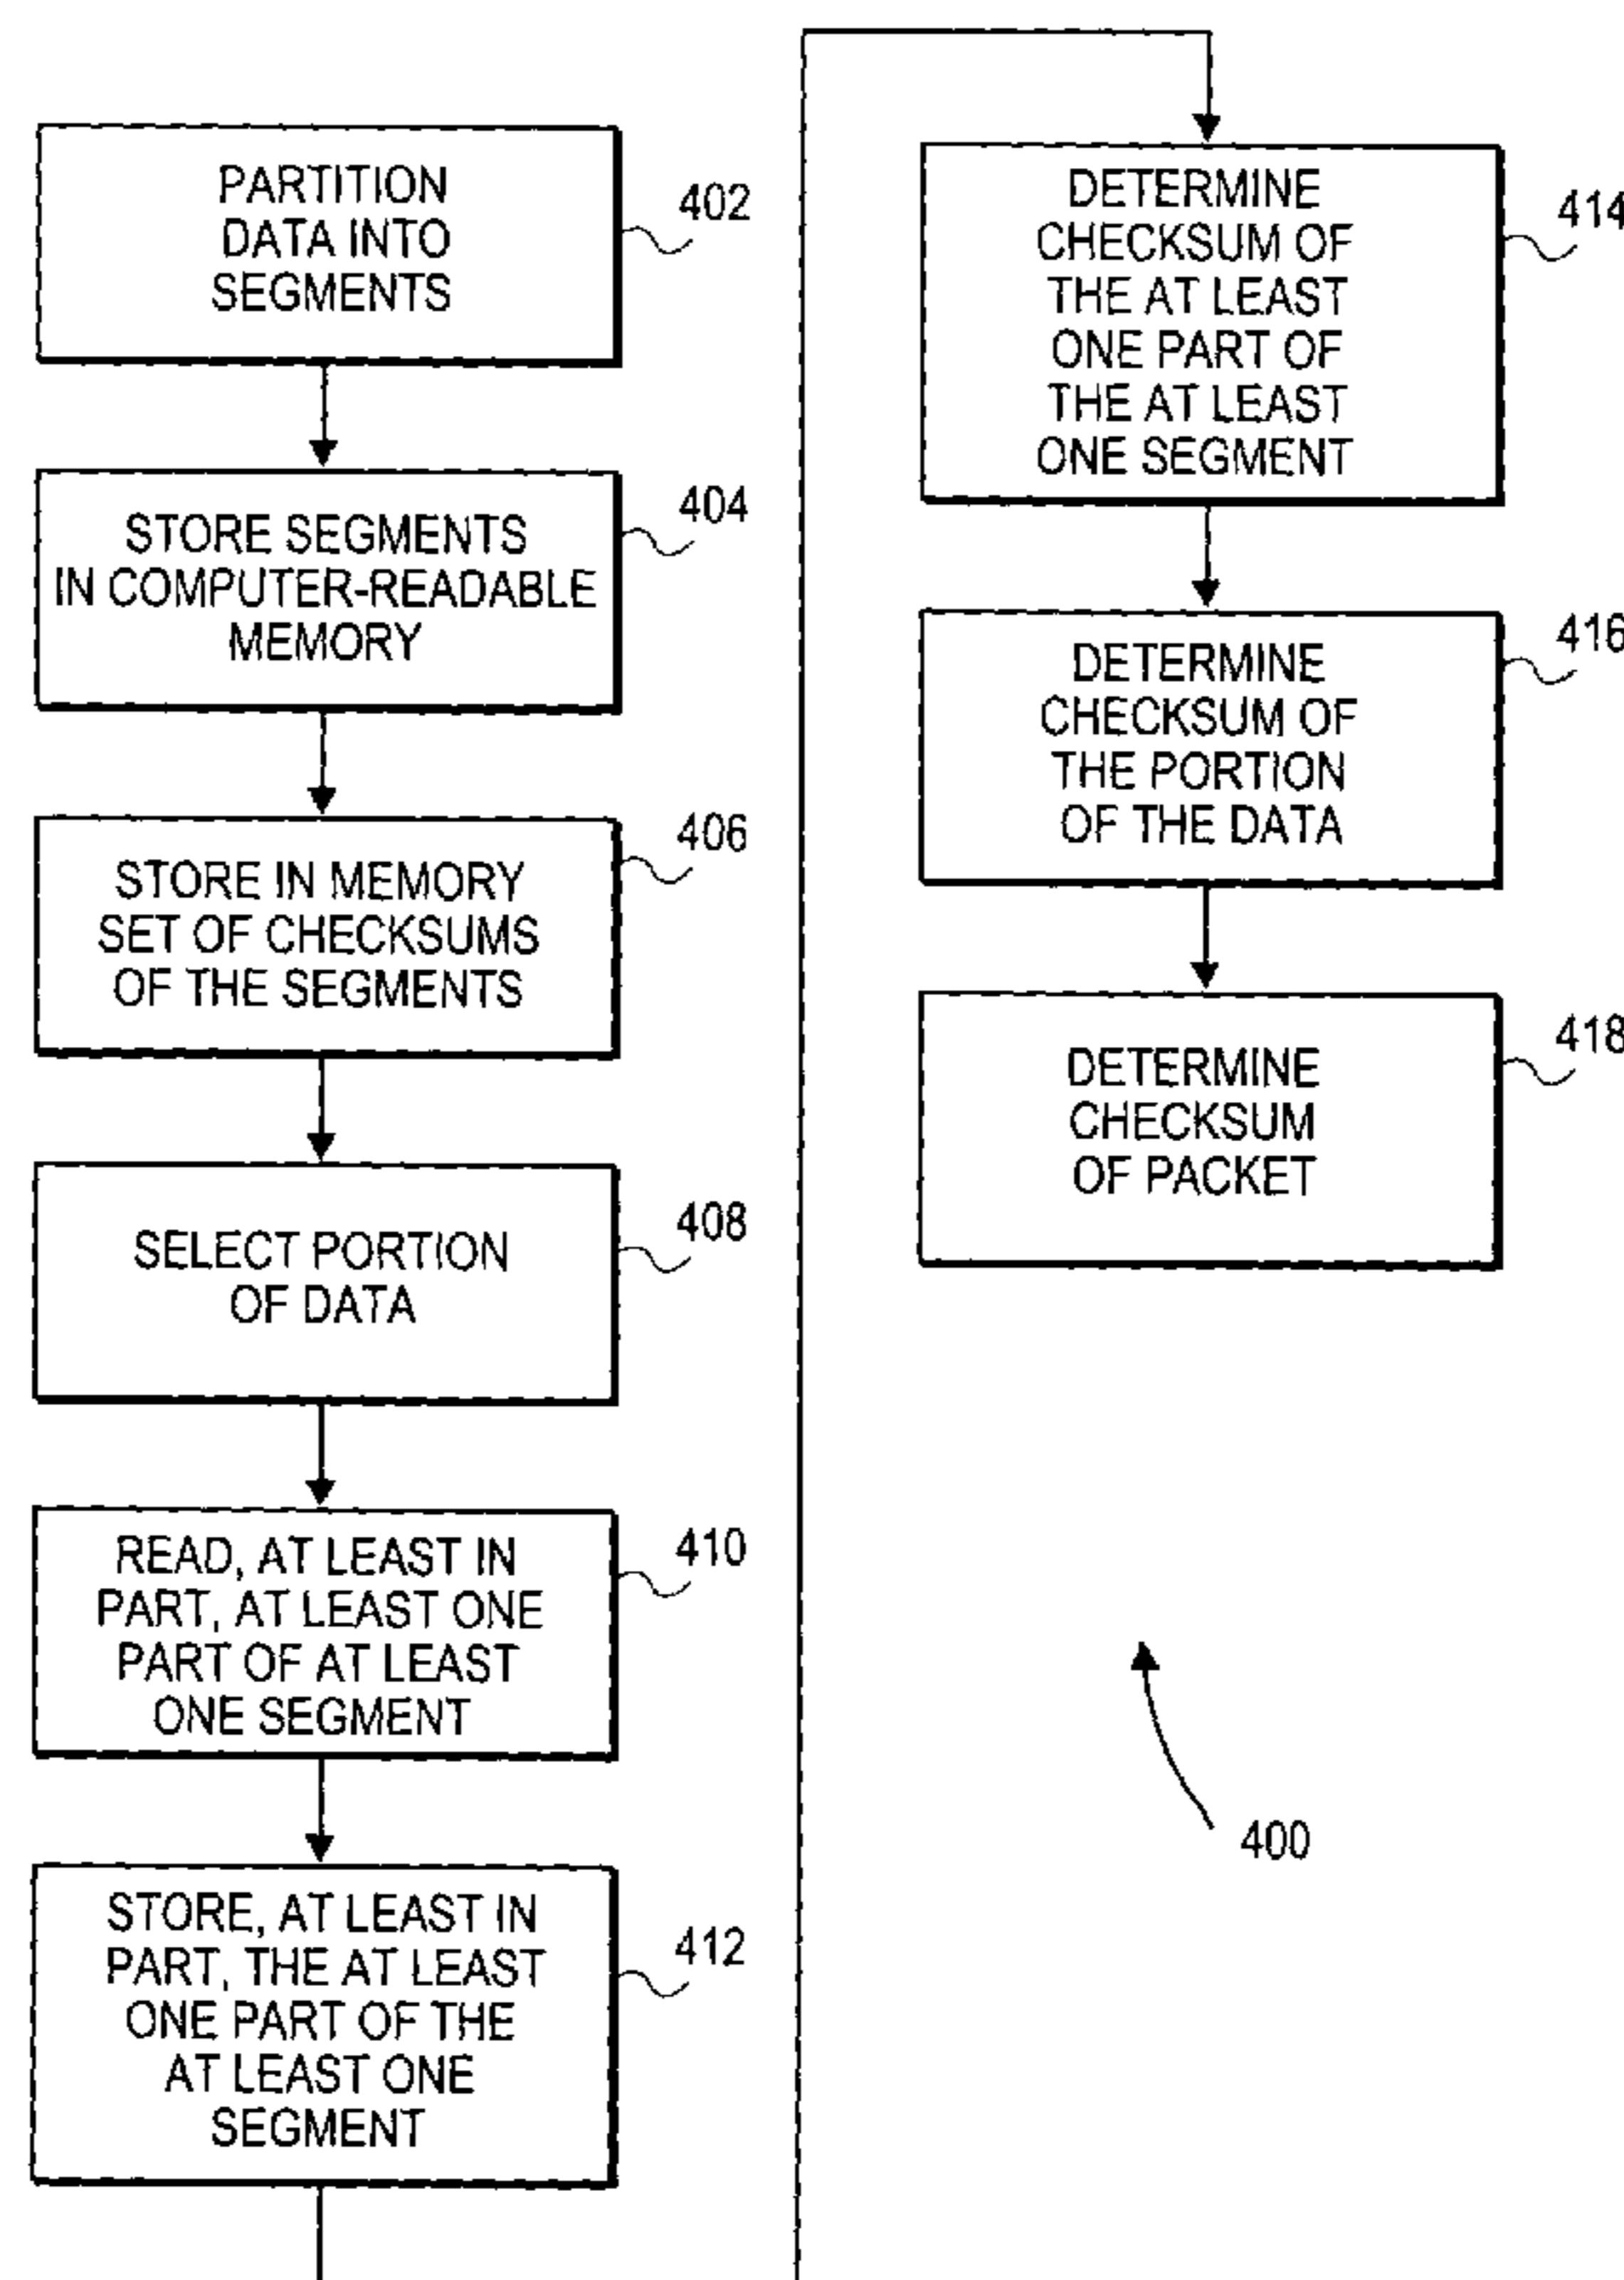 PARTITION
DATA INTO
SEGMENTS
402
STORE SEGMENTS
IN COMPUTER-READABLE
MEMORY
404
STORE IN MEMORY
SET OF CHECKSUMS
OF THE SEGMENTS
406
SELECT PORTION
OF DATA
408
READ, AT LEAST IN
PART, AT LEAST ONE
PART OF AT LEAST
ONE SEGMENT
410
STORE, AT LEAST IN
PART, THE AT LEAST
ONE PART OF THE
AT LEAST ONE
SEGMENT
412
DETERMINE
CHECKSUM OF
THE AT LEAST
ONE PART OF
THE AT LEAST
ONE SEGMENT
414
DETERMINE
CHECKSUM OF
THE PORTION
OF THE DATA
416
DETERMINE
CHECKSUM
OF PACKET
418
400